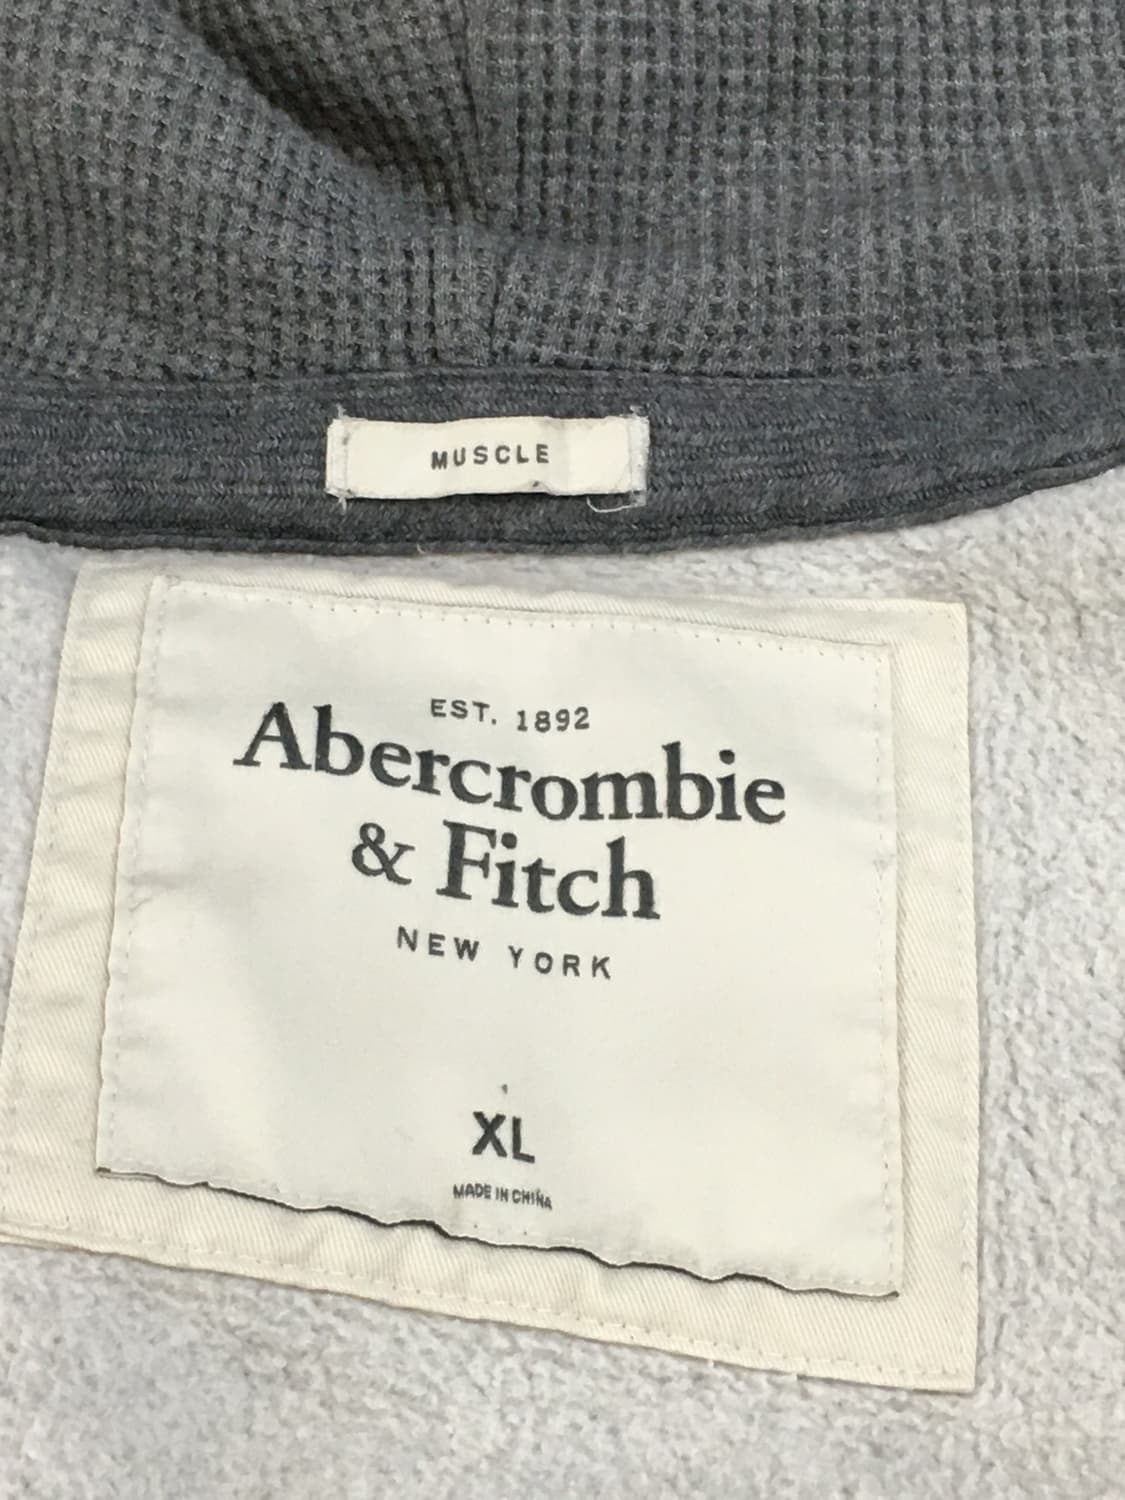 MUSCLE
EST. 1892
Abercrombie
& Fitch
NEW YORK
XL
MADE IN CHINA